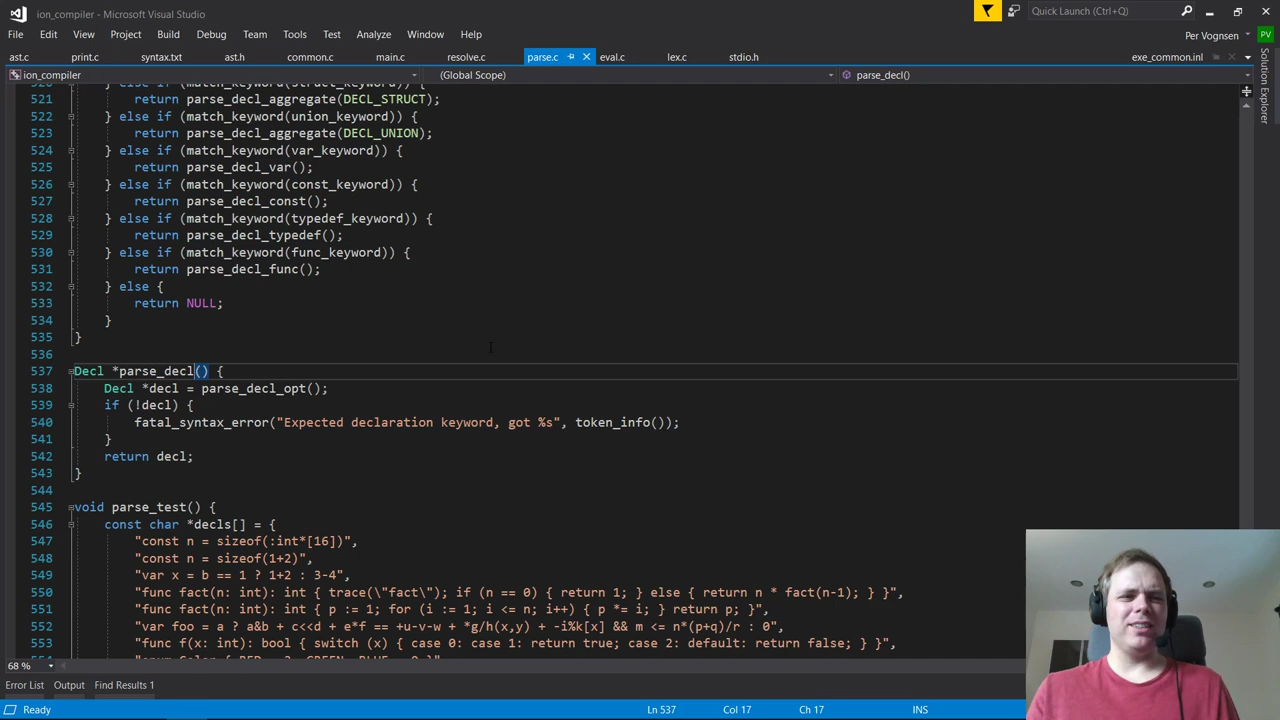 ion_compiler - Microsoft Visual Studio
Quick Launch (Ctrl+Q)
File Edit View Project Build Debug Team Tools Test Analyze Window Help
Per Vognsen
PV
ast.c print.c syntax.txt ast.h common.c main.c resolve.c parse.c eval.c lex.c stdio.h exe_common.inl
Solution Explorer
ion_compiler (Global Scope) parse_decl()
520 } else if (match_keyword(struct_keyword)) {
521 return parse_decl_aggregate(DECL_STRUCT);
522 } else if (match_keyword(union_keyword)) {
523 return parse_decl_aggregate(DECL_UNION);
524 } else if (match_keyword(var_keyword)) {
525 return parse_decl_var();
526 } else if (match_keyword(const_keyword)) {
527 return parse_decl_const();
528 } else if (match_keyword(typedef_keyword)) {
529 return parse_decl_typedef();
530 } else if (match_keyword(func_keyword)) {
531 return parse_decl_func();
532 } else {
533 return NULL;
534 }
535 }
536
537 Decl *parse_decl() {
538 Decl *decl = parse_decl_opt();
539 if (!decl) {
540 fatal_syntax_error("Expected declaration keyword, got %s", token_info());
541 }
542 return decl;
543 }
544
545 void parse_test() {
546 const char *decls[] = {
547 "const n = sizeof(:int*[16])",
548 "const n = sizeof(1+2)",
549 "var x = b == 1 ? 1+2 : 3-4",
550 "func fact(n: int): int { trace(\"fact\"); if (n == 0) { return 1; } else { return n * fact(n-1); } }",
551 "func fact(n: int): int { p := 1; for (i := 1; i <= n; i++) { p *= i; } return p; }",
552 "var foo = a ? a&b + c<<d + e*f == +u-v-w + *g/h(x,y) + -i%k[x] && m <= n*(p+q)/r : 0",
553 "func f(x: int): bool { switch (x) { case 0: case 1: return true; case 2: default: return false; } }",
68 %
Error List Output Find Results 1
Ready Ln 537 Col 17 Ch 17 INS